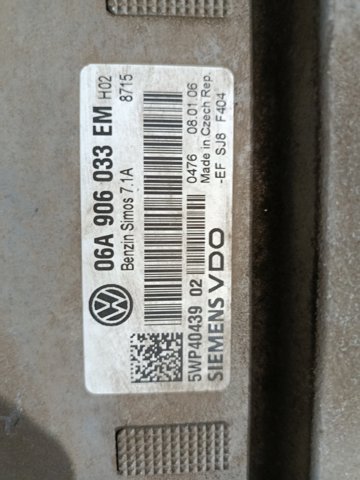 06A 906 033 EM H02
Benzin Simos 7.1A 8715
5WP40439 02 0476 08.01.06
SIEMENS VDO Made in Czech Rep.
-EF SJ8 F404